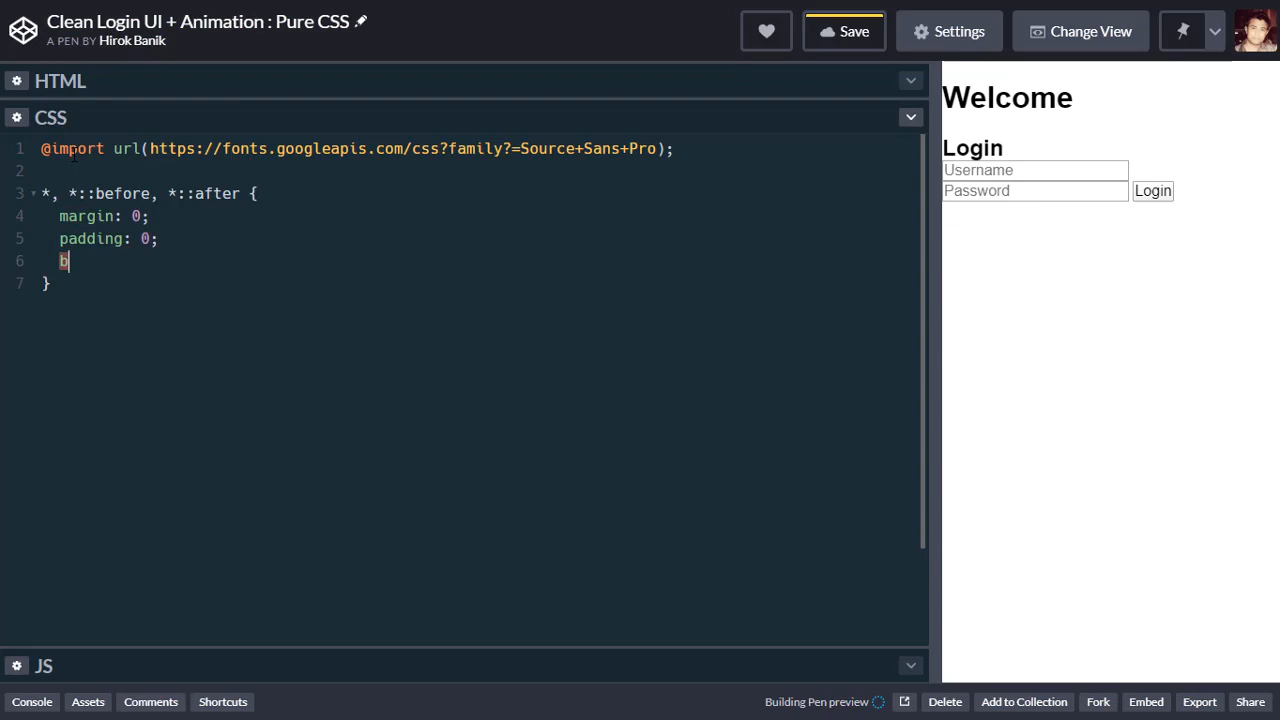 Clean Login UI + Animation : Pure CSS
A PEN BY Hirok Banik
Save
Settings
Change View
HTML
CSS
1 @import url(https://fonts.googleapis.com/css?family?=Source+Sans+Pro);
2
3 *, *::before, *::after {
4 margin: 0;
5 padding: 0;
6 b
7 }
Welcome
Login
Username
Password Login
JS
Console Assets Comments Shortcuts Building Pen preview Delete Add to Collection Fork Embed Export Share